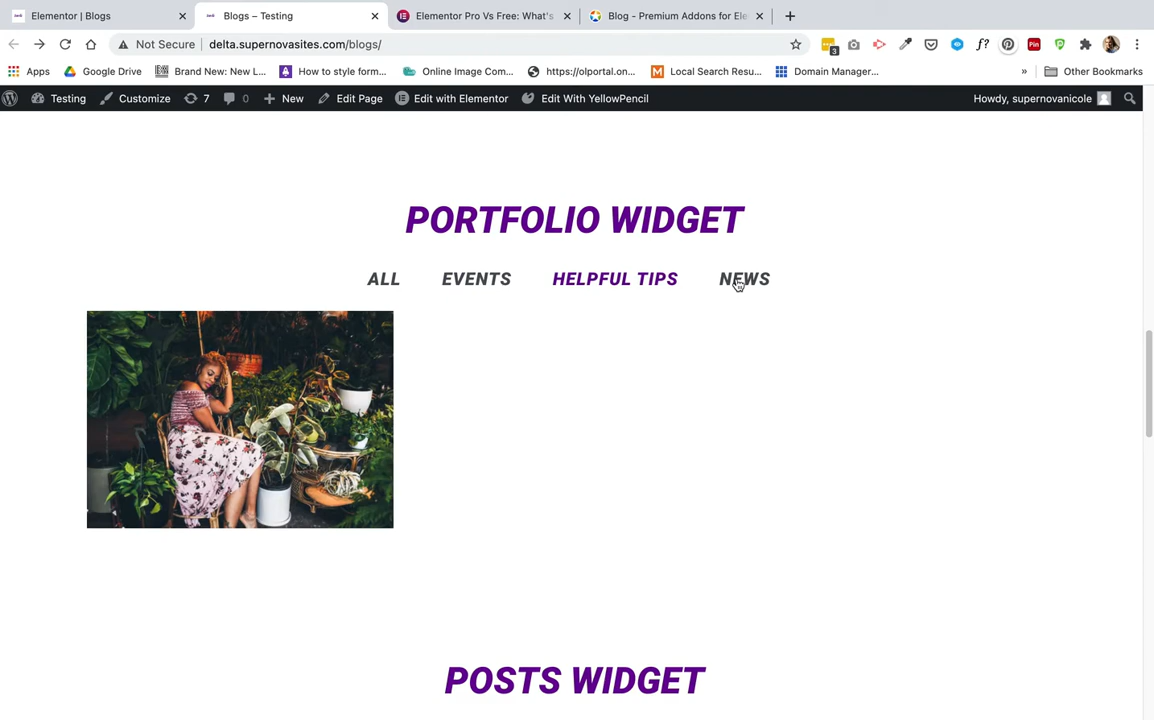 Elementor | Blogs
Blogs – Testing
Elementor Pro Vs Free: What's
Blog - Premium Addons for Ele
Not Secure
delta.supernovasites.com/blogs/
3
f?
Pin
Apps
Google Drive
Brand New: New L...
How to style form...
Online Image Com...
https://olportal.on...
Local Search Resu...
Domain Manager...
»
Other Bookmarks
Testing
Customize
7
0
New
Edit Page
Edit with Elementor
Edit With YellowPencil
Howdy, supernovanicole
PORTFOLIO WIDGET
ALL
EVENTS
HELPFUL TIPS
NEWS
POSTS WIDGET